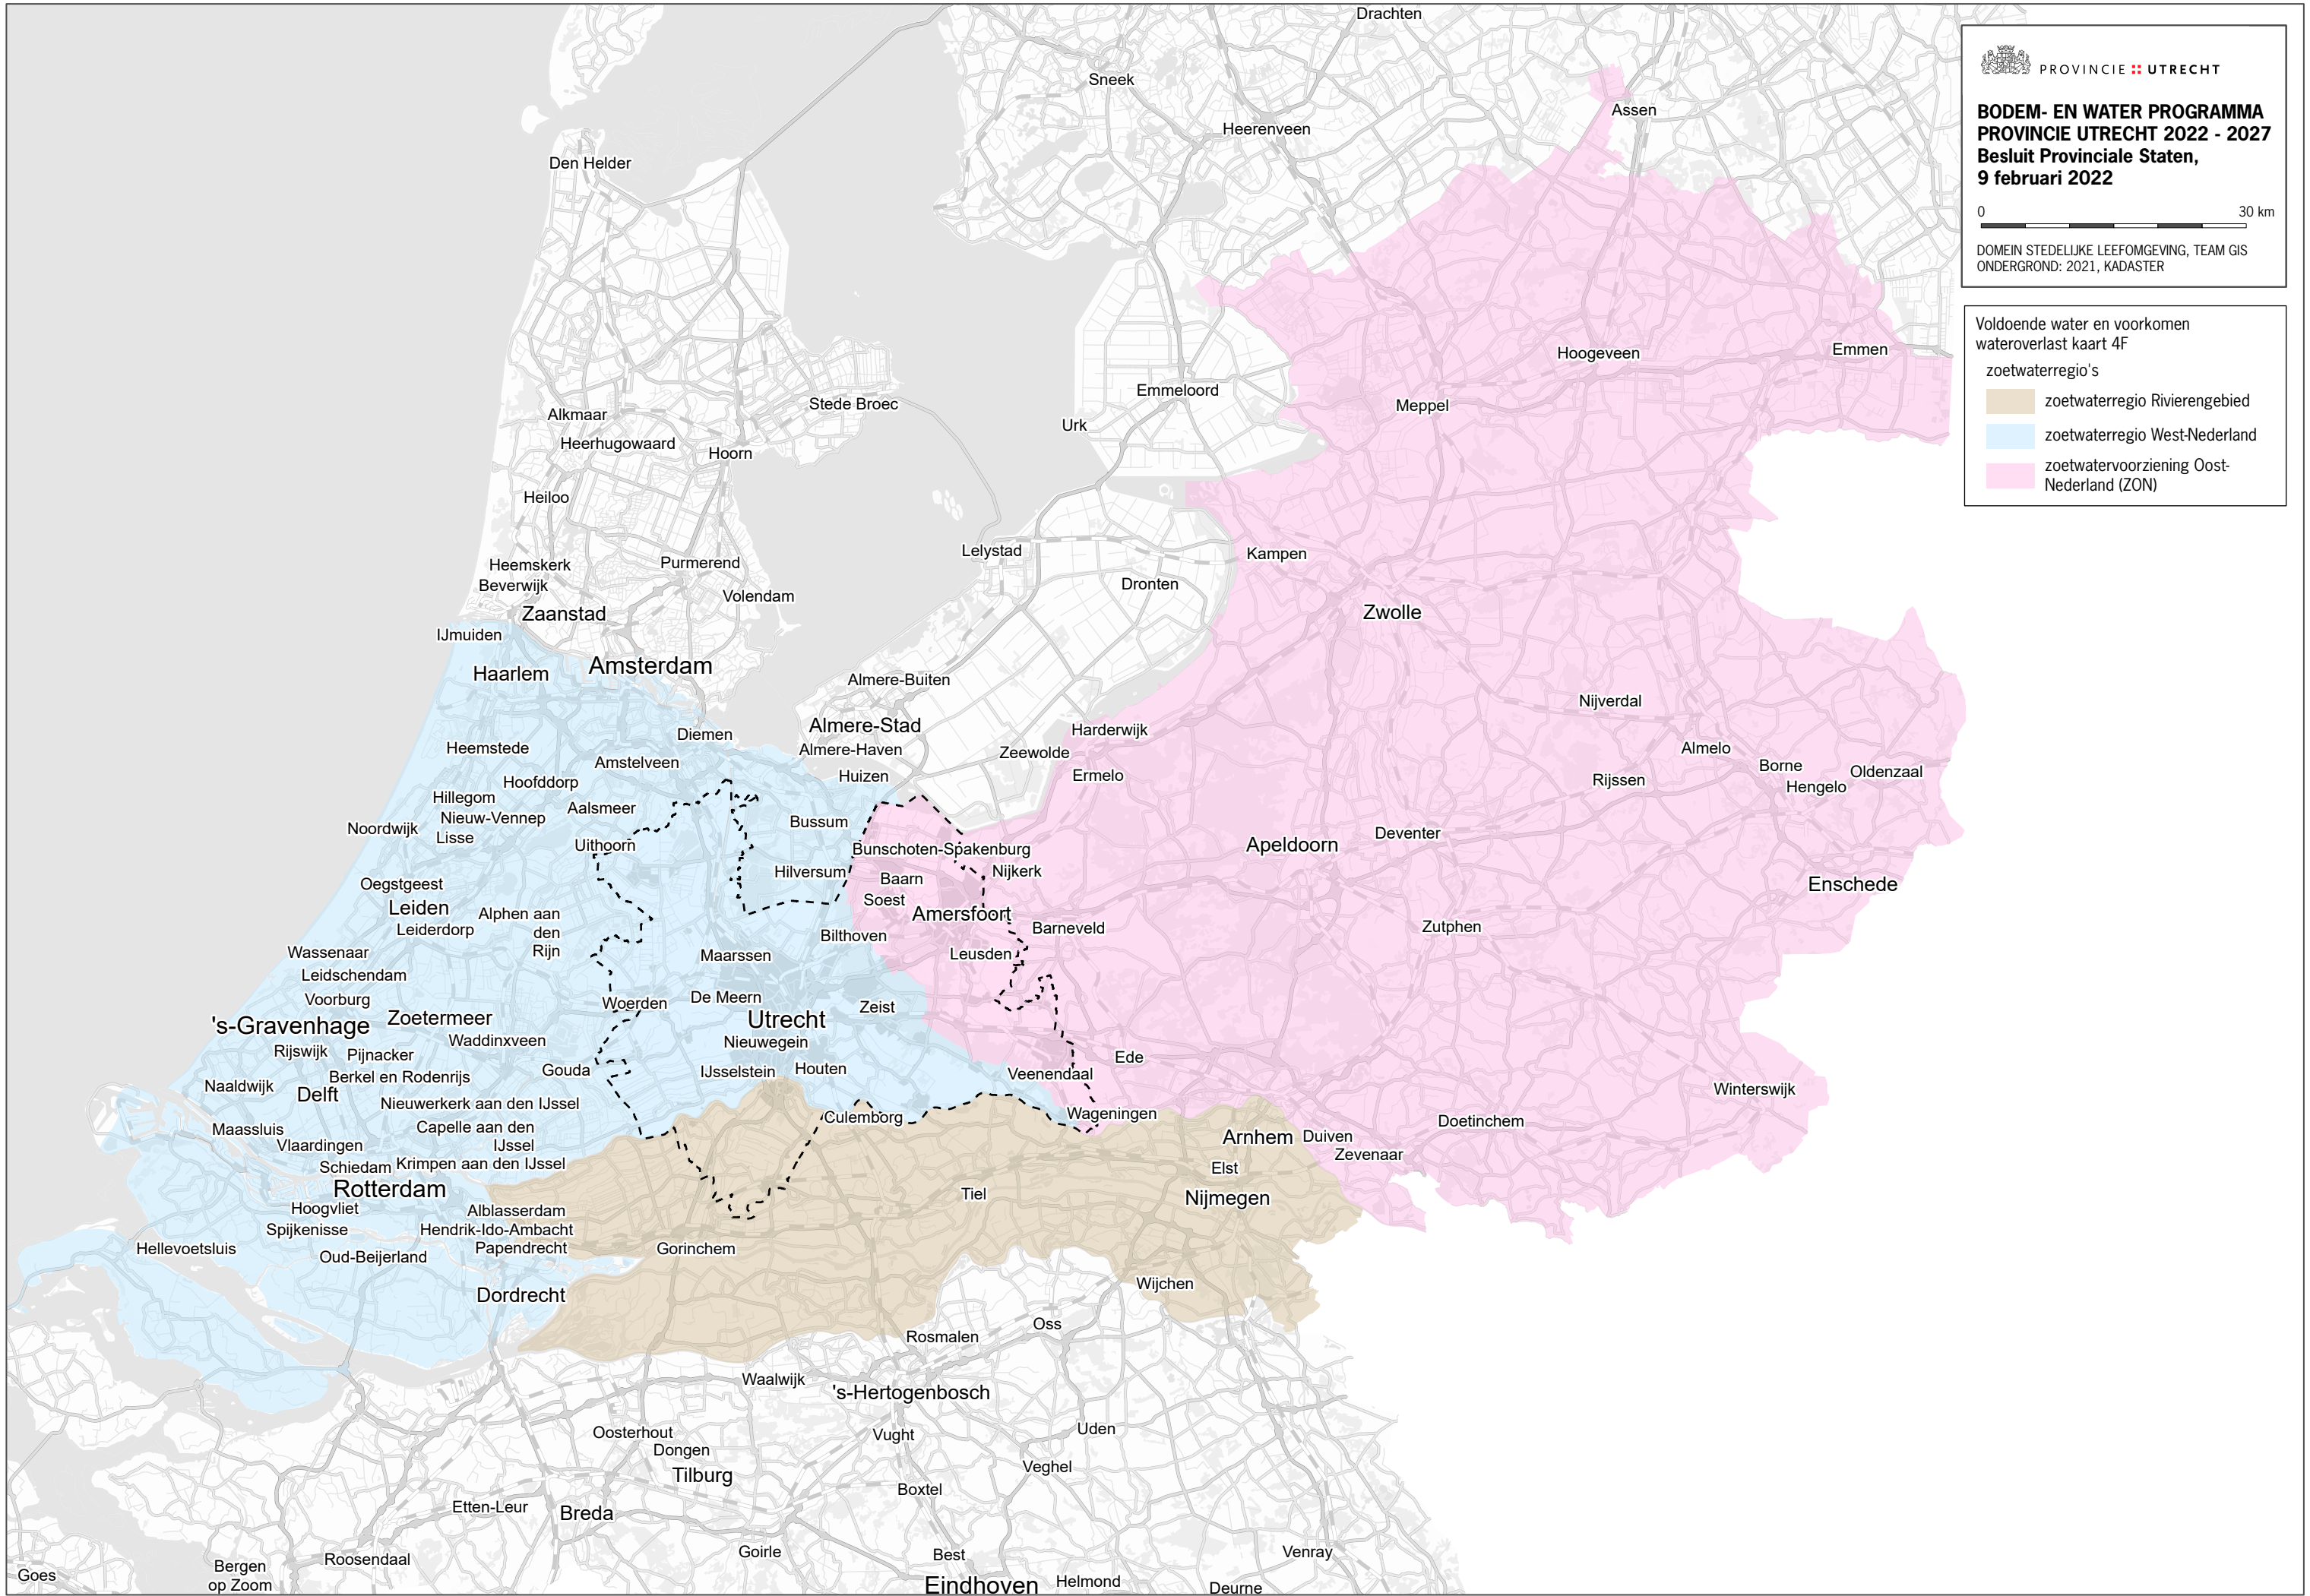 Drachten
Sneek
Heerenveen
Assen
Den Helder
PROVINCIE UTRECHT
BODEM- EN WATER PROGRAMMA
PROVINCIE UTRECHT 2022 - 2027
Besluit Provinciale Staten,
9 februari 2022
0 30 km
DOMEIN STEDELIJKE LEEFOMGEVING, TEAM GIS
ONDERGROND: 2021, KADASTER
Voldoende water en voorkomen
wateroverlast kaart 4F
zoetwaterregio's
zoetwaterregio Rivierengebied
zoetwaterregio West-Nederland
zoetwatervoorziening Oost-
Nederland (ZON)
Hoogeveen
Emmen
Emmeloord
Stede Broec
Meppel
Alkmaar
Urk
Heerhugowaard
Hoorn
Heiloo
Lelystad
Kampen
Heemskerk
Purmerend
Beverwijk
Dronten
Volendam
Zaanstad
Zwolle
IJmuiden
Amsterdam
Haarlem
Almere-Buiten
Nijverdal
Almere-Stad
Harderwijk
Diemen
Heemstede
Almere-Haven
Zeewolde
Almelo
Amstelveen
Borne
Oldenzaal
Huizen
Ermelo
Rijssen
Hoofddorp
Hengelo
Hillegom
Aalsmeer
Nieuw-Vennep
Bussum
Noordwijk
Lisse
Deventer
Uithoorn
Apeldoorn
Bunschoten-Spakenburg
Hilversum
Nijkerk
Baarn
Oegstgeest
Enschede
Soest
Leiden
Alphen aan
den
Rijn
Amersfoort
Leiderdorp
Barneveld
Zutphen
Bilthoven
Wassenaar
Maarssen
Leusden
Leidschendam
Voorburg
De Meern
Woerden
Zeist
's-Gravenhage
Zoetermeer
Utrecht
Waddinxveen
Nieuwegein
Rijswijk
Pijnacker
Ede
Gouda
IJsselstein
Houten
Veenendaal
Berkel en Rodenrijs
Naaldwijk
Delft
Winterswijk
Nieuwerkerk aan den IJssel
Culemborg
Wageningen
Doetinchem
Maassluis
Capelle aan den
IJssel
Vlaardingen
Arnhem
Duiven
Zevenaar
Schiedam
Krimpen aan den IJssel
Elst
Rotterdam
Tiel
Nijmegen
Hoogvliet
Alblasserdam
Spijkenisse
Hendrik-Ido-Ambacht
Hellevoetsluis
Papendrecht
Gorinchem
Oud-Beijerland
Wijchen
Dordrecht
Oss
Rosmalen
Waalwijk
's-Hertogenbosch
Oosterhout
Vught
Uden
Dongen
Tilburg
Veghel
Boxtel
Etten-Leur
Breda
Goirle
Best
Venray
Roosendaal
Bergen
op Zoom
Goes
Eindhoven
Helmond
Deurne